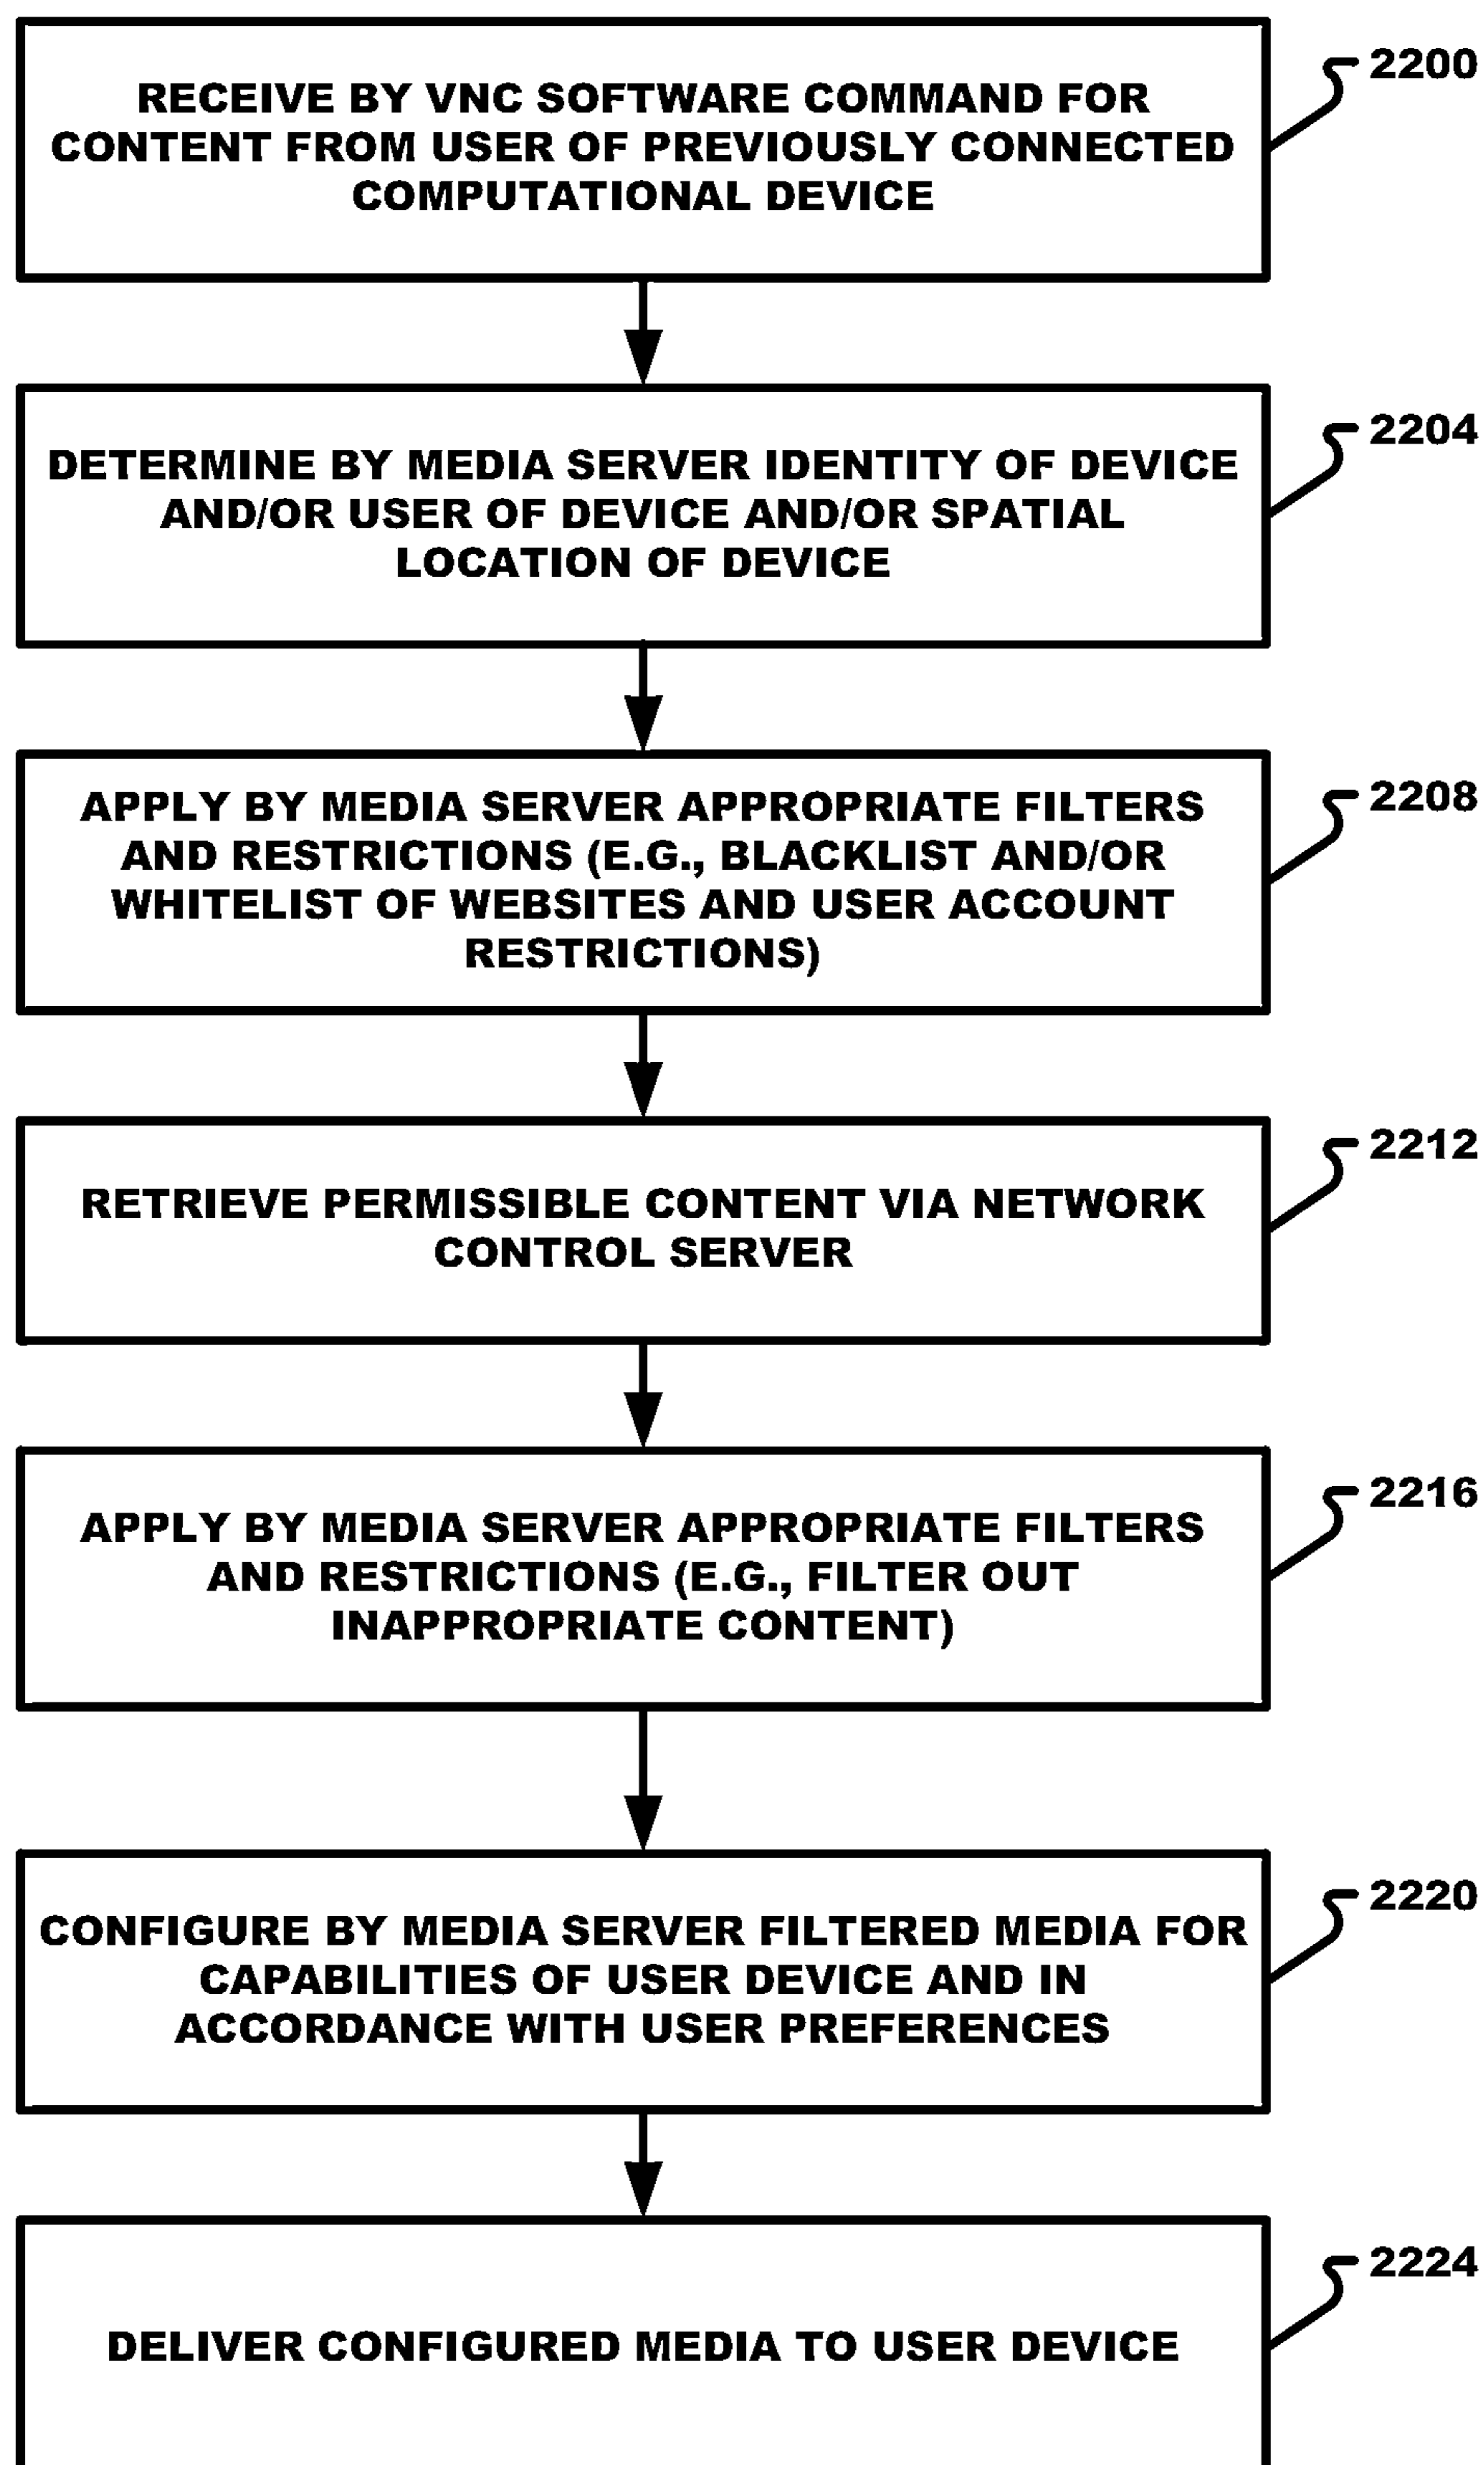 RECEIVE BY VNC SOFTWARE COMMAND FOR
CONTENT FROM USER OF PREVIOUSLY CONNECTED
COMPUTATIONAL DEVICE
2200
DETERMINE BY MEDIA SERVER IDENTITY OF DEVICE
AND/OR USER OF DEVICE AND/OR SPATIAL
LOCATION OF DEVICE
2204
APPLY BY MEDIA SERVER APPROPRIATE FILTERS
AND RESTRICTIONS (E.G., BLACKLIST AND/OR
WHITELIST OF WEBSITES AND USER ACCOUNT
RESTRICTIONS)
2208
RETRIEVE PERMISSIBLE CONTENT VIA NETWORK
CONTROL SERVER
2212
APPLY BY MEDIA SERVER APPROPRIATE FILTERS
AND RESTRICTIONS (E.G., FILTER OUT
INAPPROPRIATE CONTENT)
2216
CONFIGURE BY MEDIA SERVER FILTERED MEDIA FOR
CAPABILITIES OF USER DEVICE AND IN
ACCORDANCE WITH USER PREFERENCES
2220
DELIVER CONFIGURED MEDIA TO USER DEVICE
2224